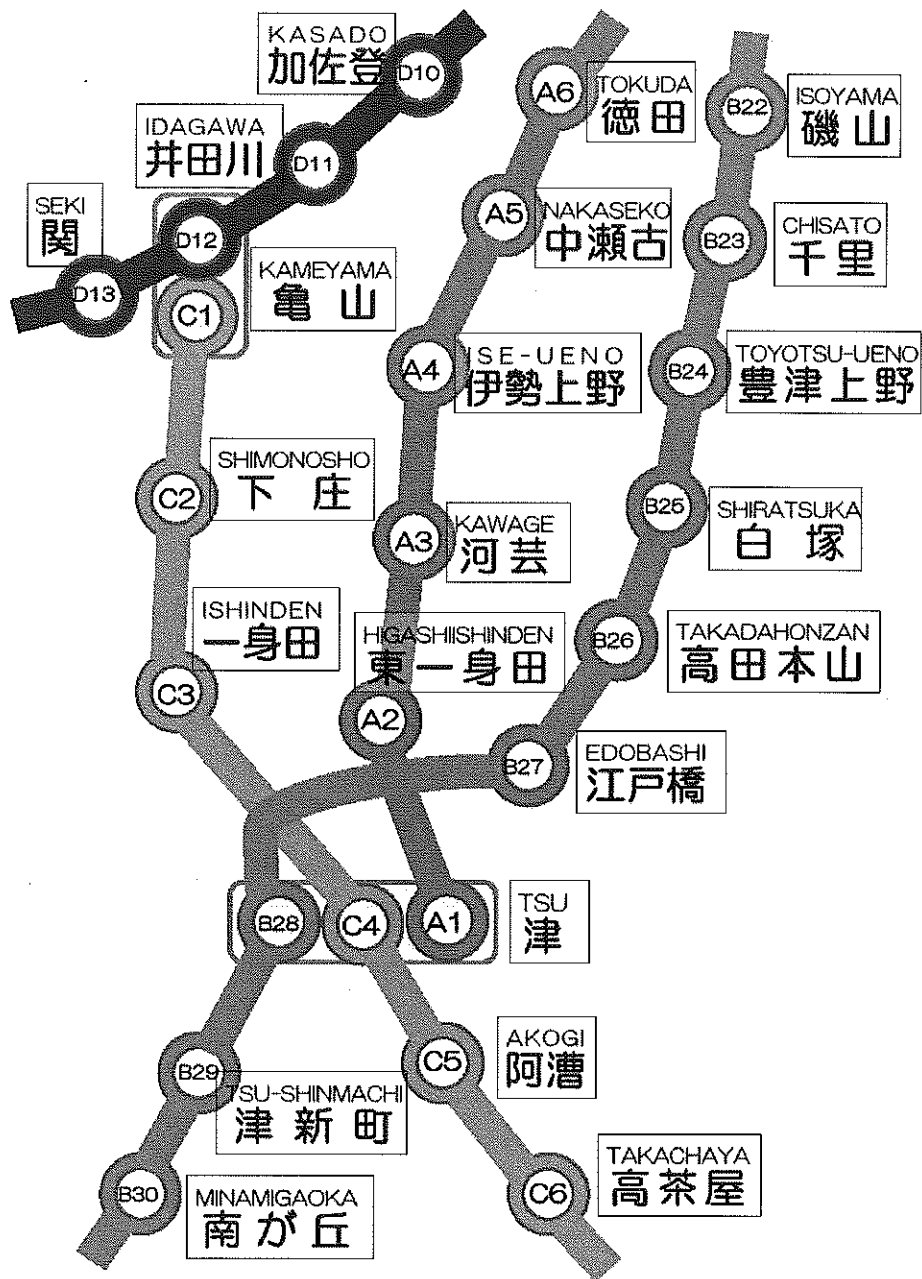 KASADO
加佐登
D10
IDAGAWA
井田川
D11
SEKI
関
D13
D12
KAMEYAMA
亀山
C1
A6
TOKUDA
徳田
B22
ISOYAMA
磯山
A5
NAKASEKO
中瀬古
B23
CHISATO
千里
A4
ISE-UENO
伊勢上野
B24
TOYOTSU-UENO
豊津上野
C2
SHIMONOSHO
下庄
A3
KAWAGE
河芸
B25
SHIRATSUKA
白塚
ISHINDEN
一身田
C3
HIGASHIISHINDEN
東一身田
A2
B26
TAKADAHONZAN
高田本山
B27
EDOBASHI
江戸橋
B28
C4
A1
TSU
津
B29
TSU-SHINMACHI
津新町
C5
AKOGI
阿漕
B30
MINAMIGAOKA
南が丘
C6
TAKACHAYA
高茶屋